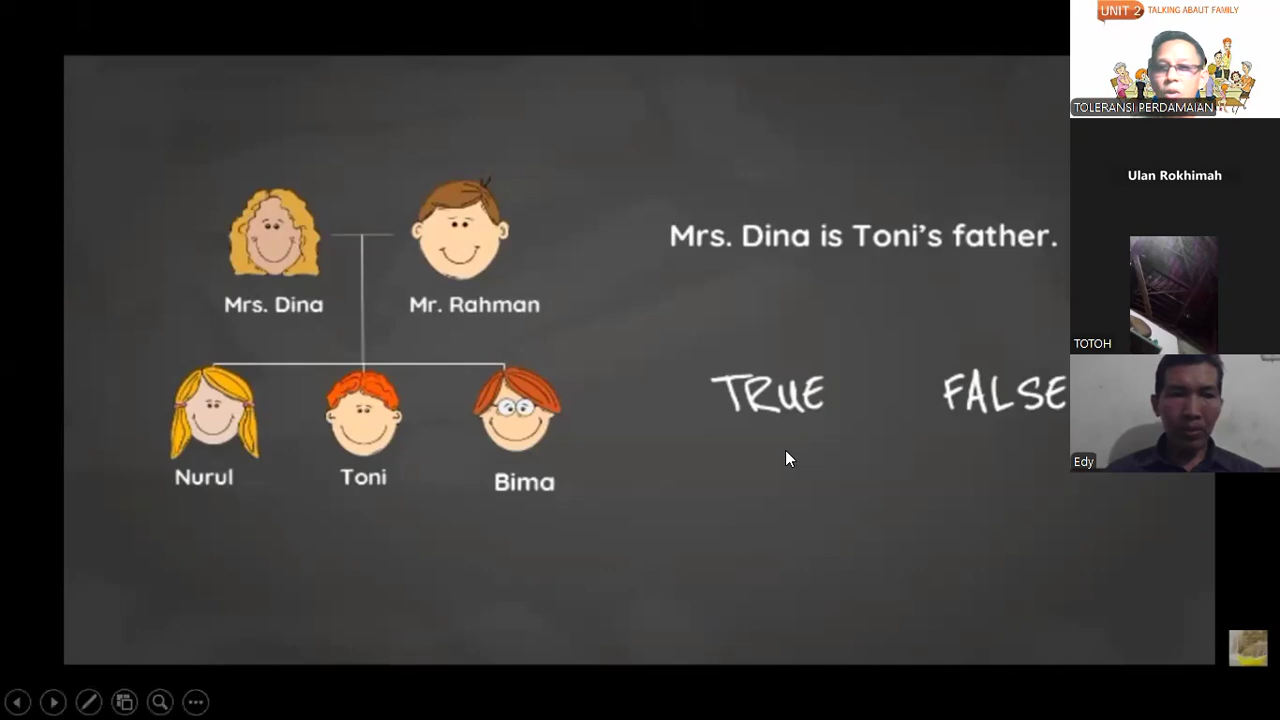 UNIT 2 TALKING ABAUT FAMILY
TOLERANSI PERDAMAIAN
Ulan Rokhimah
TOTOH
Edy
Mrs. Dina is Toni's father.
Mrs. Dina Mr. Rahman
TRUE FALSE
Nurul Toni Bima